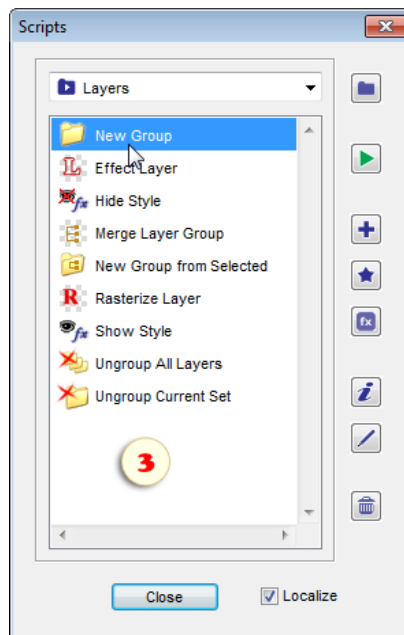 Scripts
Layers
New Group
Effect Layer
Hide Style
Merge Layer Group
New Group from Selected
Rasterize Layer
Show Style
Ungroup All Layers
Ungroup Current Set
3
Close
Localize